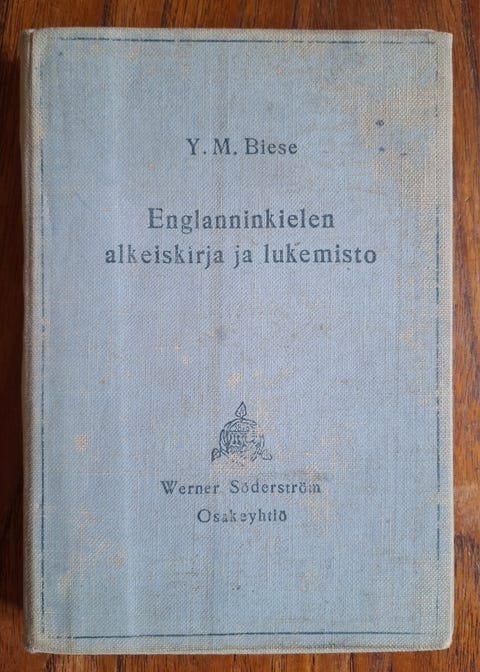 Y. M. Biese
Englanninkielen
alkeiskirja ja lukemisto
Werner Söderström
Osakeyhtiö